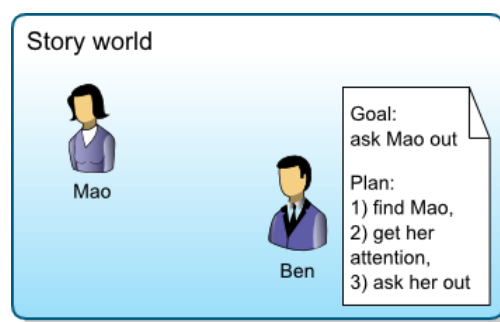 Story world
Mao
Ben
Goal:
ask Mao out
Plan:
1) find Mao,
2) get her
attention,
3) ask her out